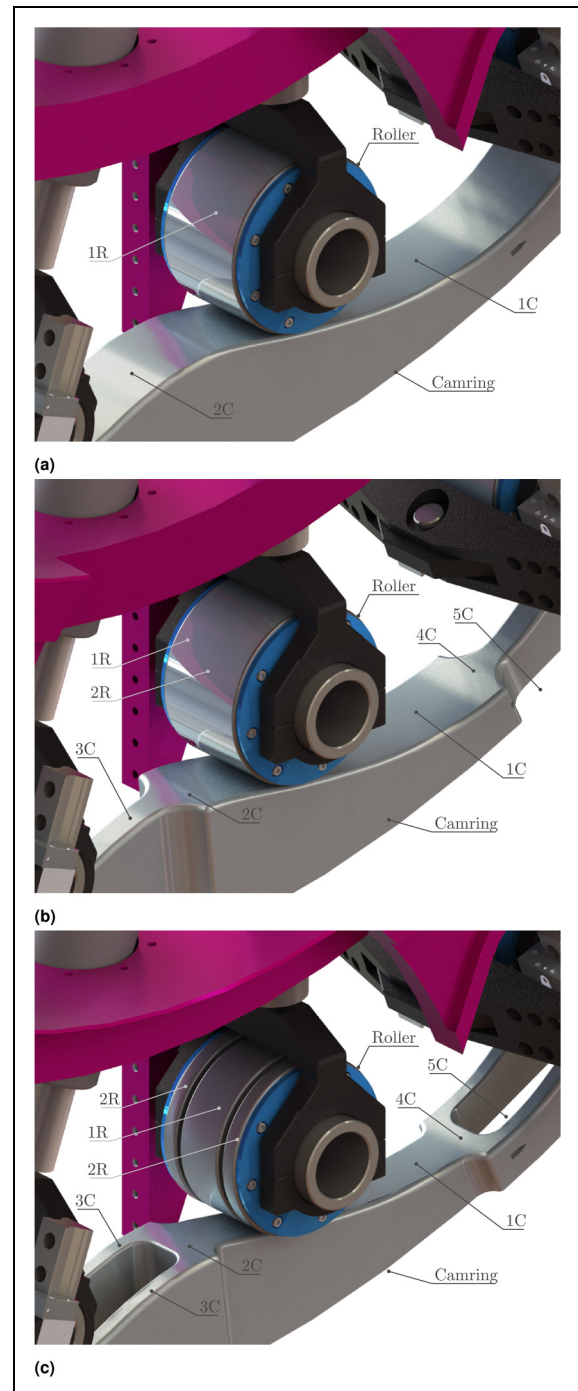 Roller
1R
1C
Camring
2C
(a)
Roller
5C
1R
4C
2R
3C
1C
2C
Camring
(b)
Roller
5C
2R
4C
1R
2R
3C
1C
2C
Camring
3C
(c)